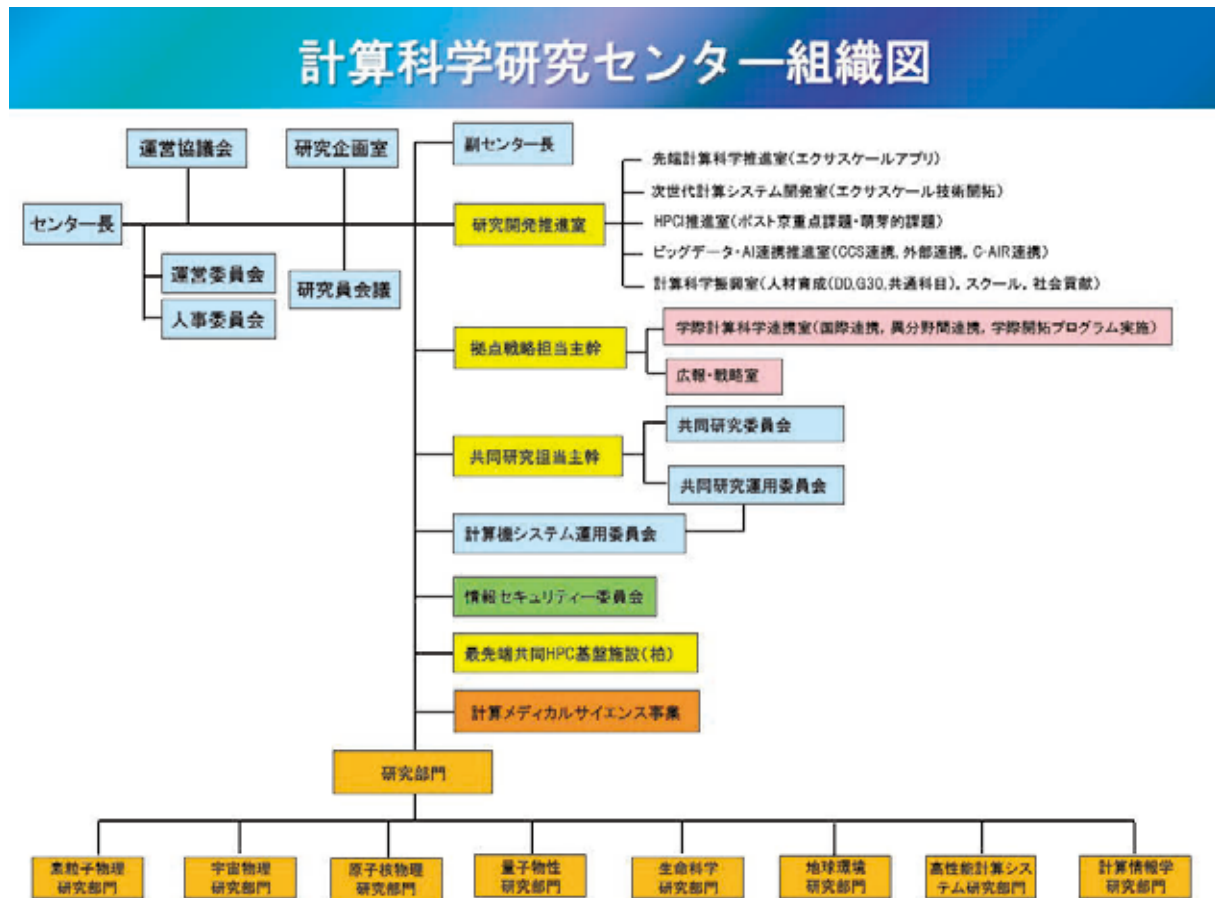 計算科学研究センター組織図
運営協議会
研究企画室
副センター長
センター長
運営委員会
人事委員会
研究員会議
研究開発推進室
先端計算科学推進室(エクサスケールアプリ)
次世代計算システム開発室(エクサスケール技術開拓)
HPCI推進室(ポスト京重点課題・萌芽的課題)
ビッグデータ・AI連携推進室(CCS連携, 外部連携, C-AIR連携)
計算科学振興室(人材育成(DD,G30,共通科目), スクール, 社会貢献)
拠点戦略担当主幹
学際計算科学連携室(国際連携, 異分野間連携, 学際開拓プログラム実施)
広報・戦略室
共同研究担当主幹
共同研究委員会
共同研究運用委員会
計算機システム運用委員会
情報セキュリティー委員会
最先端共同HPC基盤施設(柏)
計算メディカルサイエンス事業
研究部門
素粒子物理
研究部門
宇宙物理
研究部門
原子核物理
研究部門
量子物性
研究部門
生命科学
研究部門
地球環境
研究部門
高性能計算シス
テム研究部門
計算情報学
研究部門